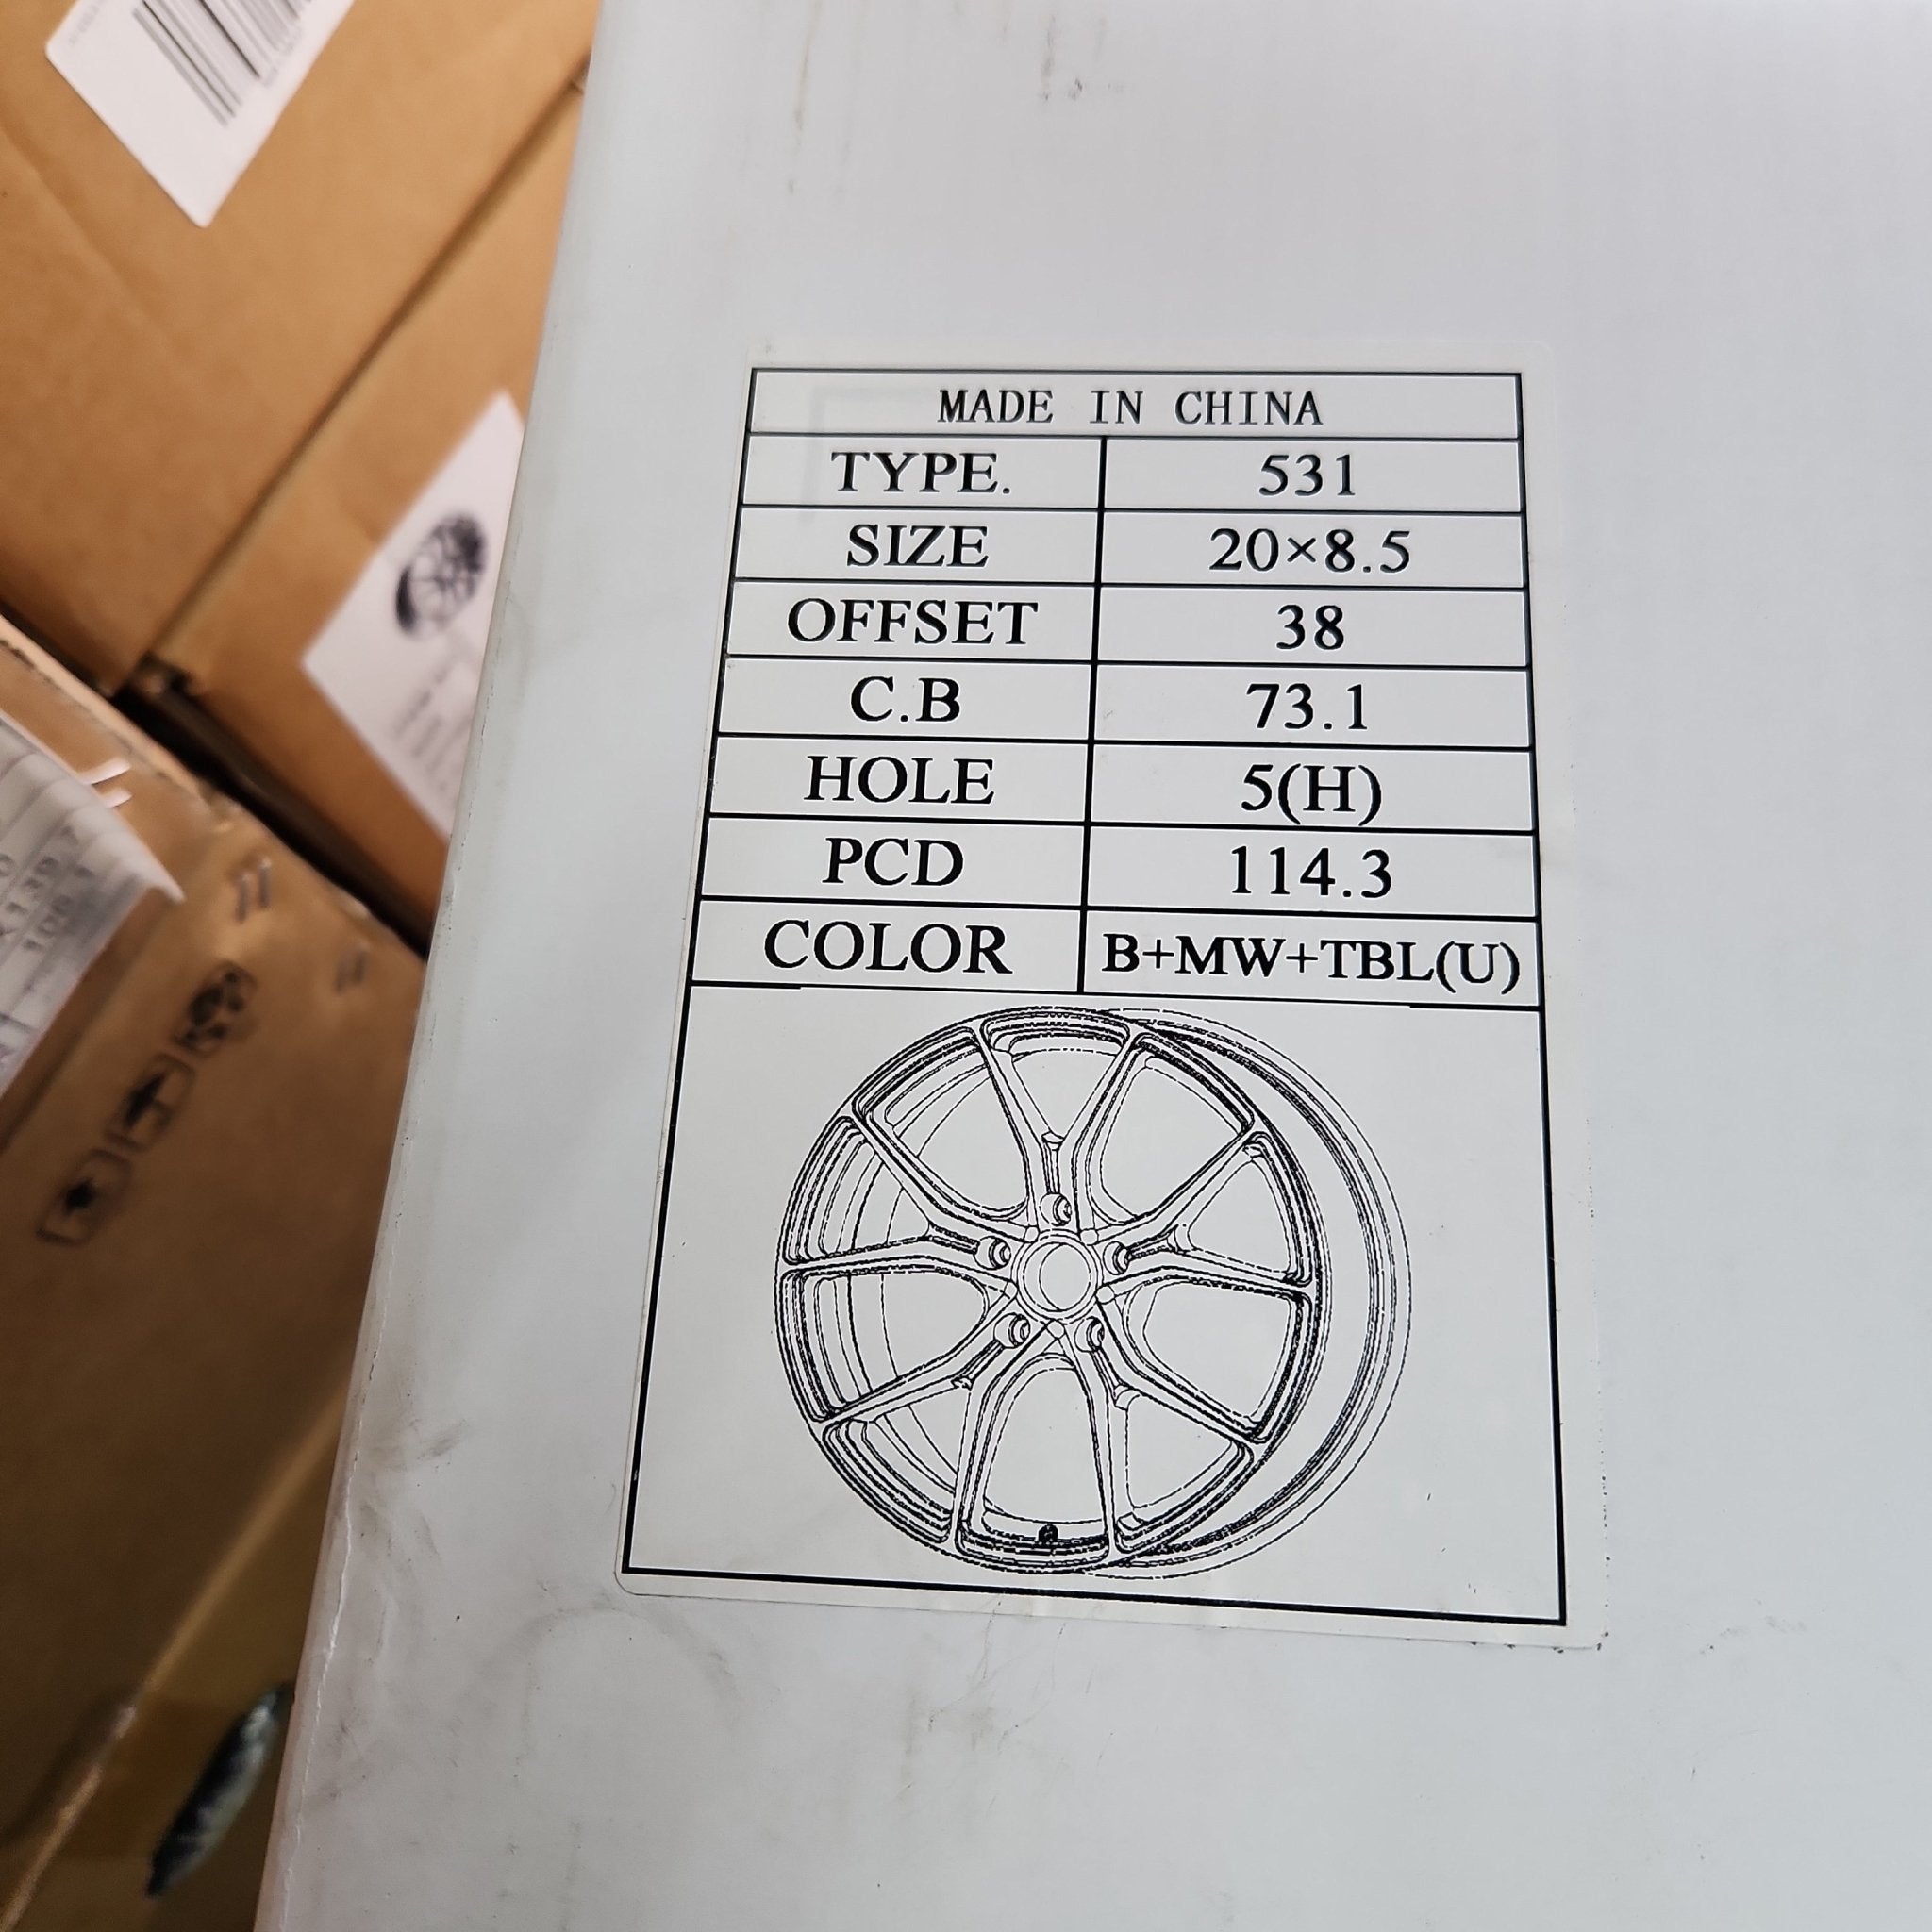 MADE IN CHINA
TYPE. 531
SIZE 20×8.5
OFFSET 38
C.B 73.1
HOLE 5(H)
PCD 114.3
COLOR B+MW+TBL(U)